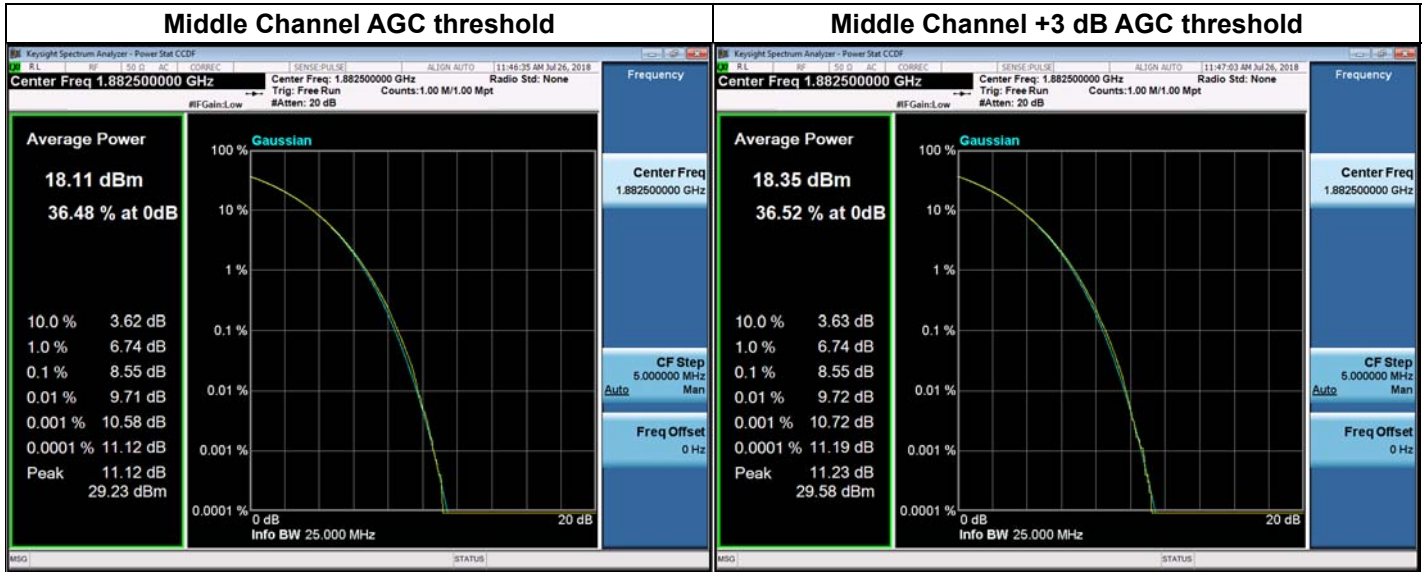 Middle Channel AGC threshold
Keysight Spectrum Analyzer - Power Stat CCDF
RL RF 50 Ω AC CORREC SENSE:PULSE ALIGN AUTO 11:46:35 AM Jul 26, 2018
Center Freq 1.882500000 GHz
Center Freq: 1.882500000 GHz Radio Std: None
Trig: Free Run Counts:1.00 M/1.00 Mpt
#IFGain:Low #Atten: 20 dB
Frequency
Average Power
18.11 dBm
36.48 % at 0dB
10.0 % 3.62 dB
1.0 % 6.74 dB
0.1 % 8.55 dB
0.01 % 9.71 dB
0.001 % 10.58 dB
0.0001 % 11.12 dB
Peak 11.12 dB
29.23 dBm
Gaussian
100 %
10 %
1 %
0.1 %
0.01 %
0.001 %
0.0001 %
0 dB 20 dB
Info BW 25.000 MHz
Center Freq
1.882500000 GHz
CF Step
5.000000 MHz
Auto Man
Freq Offset
0 Hz
MSG STATUS
Middle Channel +3 dB AGC threshold
Keysight Spectrum Analyzer - Power Stat CCDF
RL RF 50 Ω AC CORREC SENSE:PULSE ALIGN AUTO 11:47:03 AM Jul 26, 2018
Center Freq 1.882500000 GHz
Center Freq: 1.882500000 GHz Radio Std: None
Trig: Free Run Counts:1.00 M/1.00 Mpt
#IFGain:Low #Atten: 20 dB
Frequency
Average Power
18.35 dBm
36.52 % at 0dB
10.0 % 3.63 dB
1.0 % 6.74 dB
0.1 % 8.55 dB
0.01 % 9.72 dB
0.001 % 10.72 dB
0.0001 % 11.19 dB
Peak 11.23 dB
29.58 dBm
Gaussian
100 %
10 %
1 %
0.1 %
0.01 %
0.001 %
0.0001 %
0 dB 20 dB
Info BW 25.000 MHz
Center Freq
1.882500000 GHz
CF Step
5.000000 MHz
Auto Man
Freq Offset
0 Hz
MSG STATUS